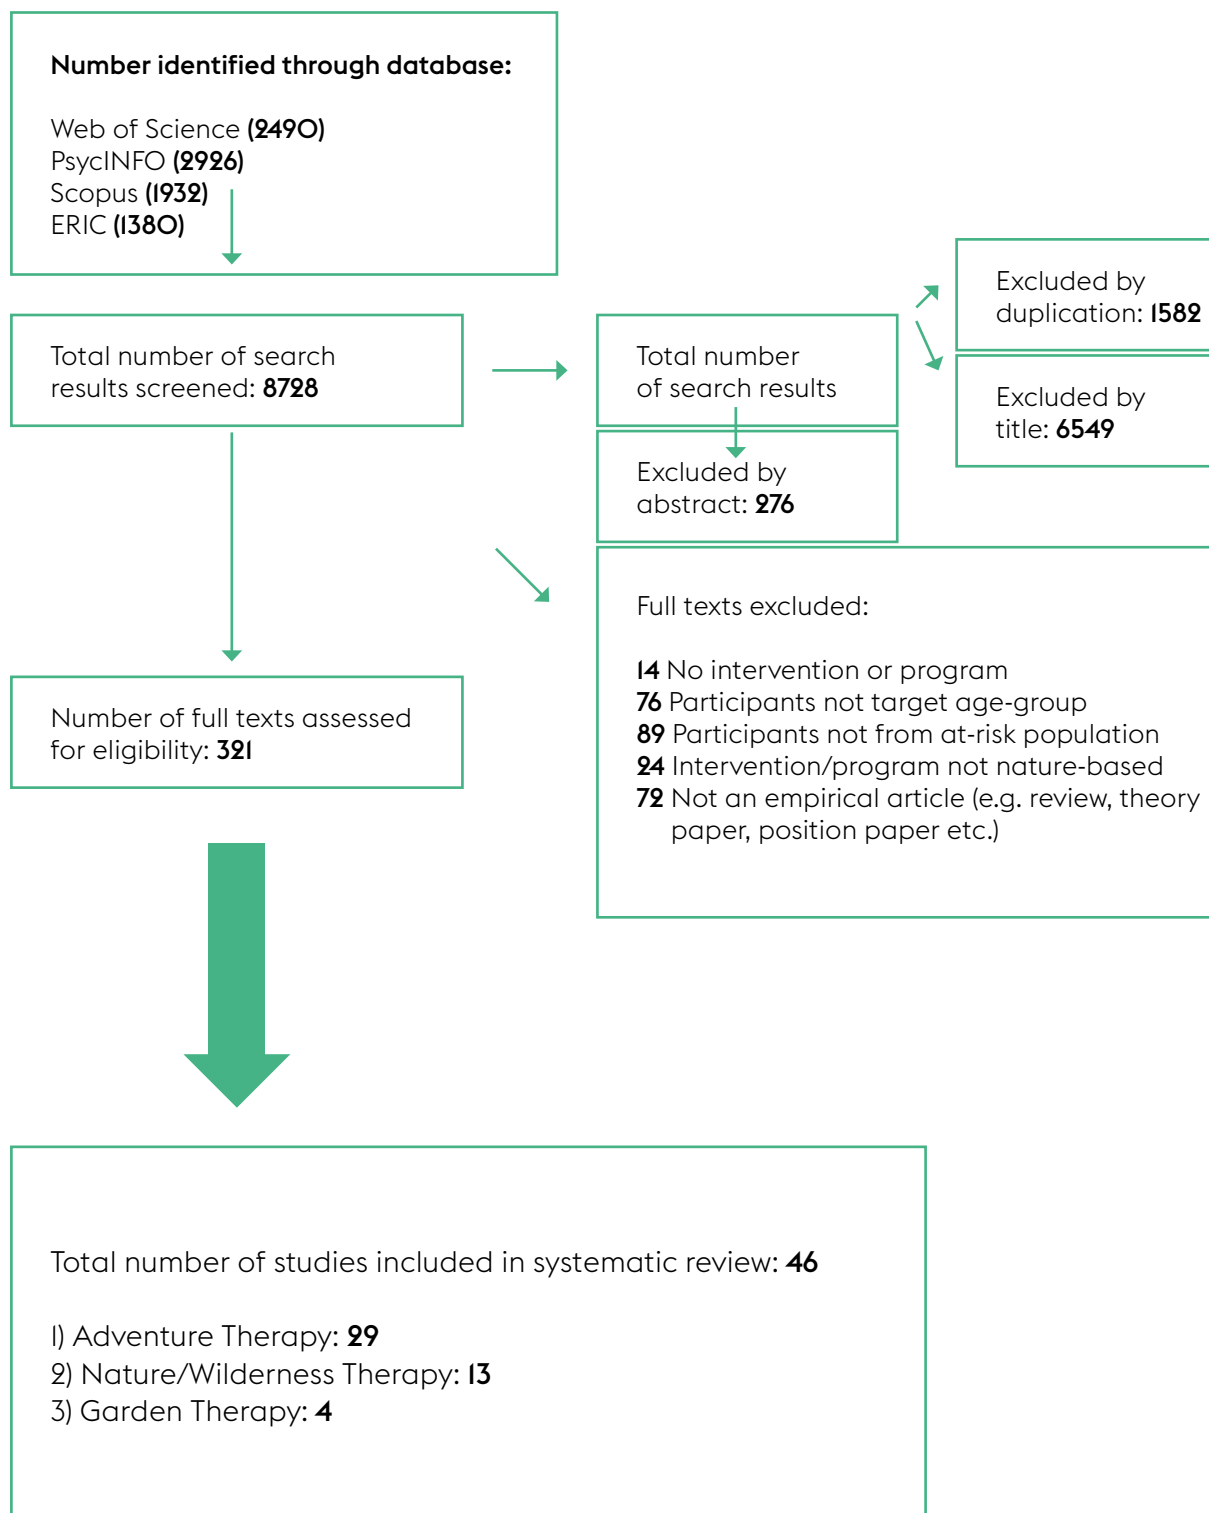 Number identified through database:
Web of Science (2490)
PsycINFO (2926)
Scopus (1932)
ERIC (1380)
Total number of search
results screened: 8728
Total number
of search results
Excluded by
duplication: 1582
Excluded by
title: 6549
Excluded by
abstract: 276
Full texts excluded:
14 No intervention or program
76 Participants not target age-group
89 Participants not from at-risk population
24 Intervention/program not nature-based
72 Not an empirical article (e.g. review, theory
paper, position paper etc.)
Number of full texts assessed
for eligibility: 321
Total number of studies included in systematic review: 46
1) Adventure Therapy: 29
2) Nature/Wilderness Therapy: 13
3) Garden Therapy: 4